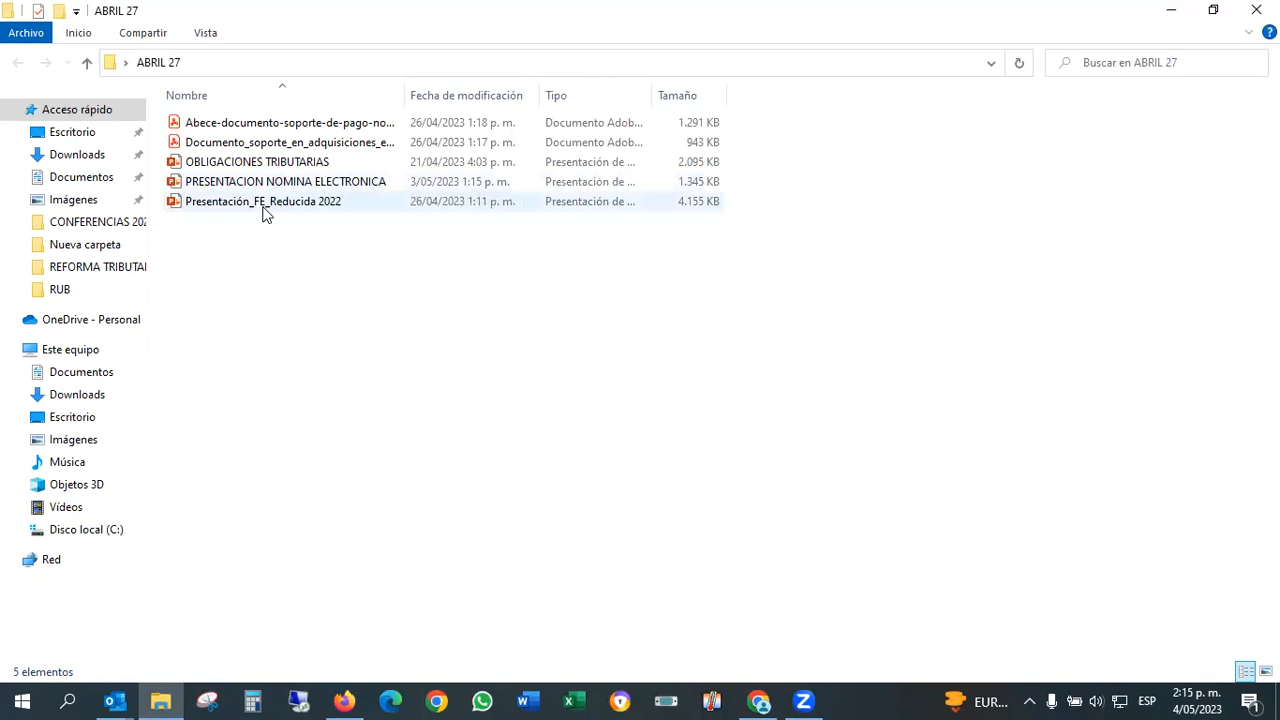 ABRIL 27
Archivo Inicio Compartir Vista
ABRIL 27 Buscar en ABRIL 27
Nombre Fecha de modificación Tipo Tamaño
Abece-documento-soporte-de-pago-no... 26/04/2023 1:18 p. m. Documento Adob... 1.291 KB
Documento_soporte_en_adquisiciones_e... 26/04/2023 1:17 p. m. Documento Adob... 943 KB
OBLIGACIONES TRIBUTARIAS 21/04/2023 4:03 p. m. Presentación de ... 2.095 KB
PRESENTACION NOMINA ELECTRONICA 3/05/2023 1:15 p. m. Presentación de ... 1.345 KB
Presentación_FE_Reducida 2022 26/04/2023 1:11 p. m. Presentación de ... 4.155 KB
Acceso rápido
Escritorio
Downloads
Documentos
Imágenes
CONFERENCIAS 202
Nueva carpeta
REFORMA TRIBUTAI
RUB
OneDrive - Personal
Este equipo
Documentos
Downloads
Escritorio
Imágenes
Música
Objetos 3D
Vídeos
Disco local (C:)
Red
5 elementos
EUR... ESP 2:15 p. m.
4/05/2023